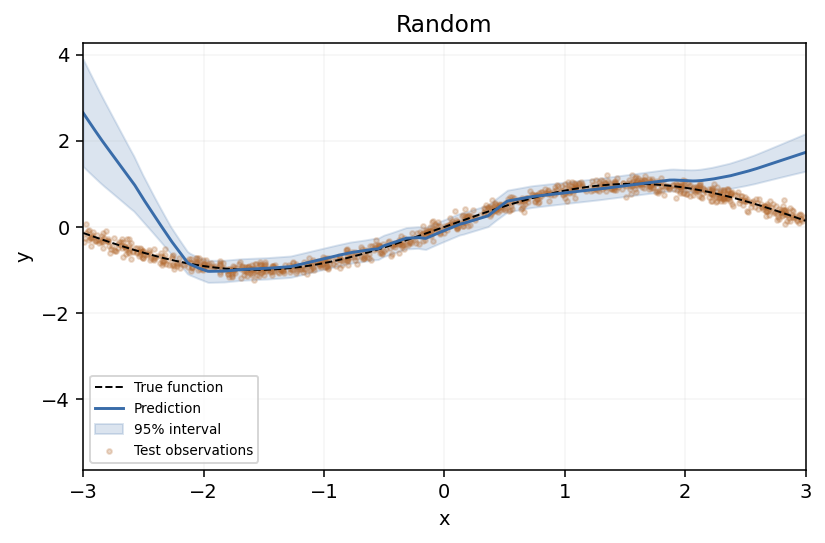 Random
4
2
0
−2
−4
y
−3
−2
−1
0
1
2
3
x
True function
Prediction
95% interval
Test observations